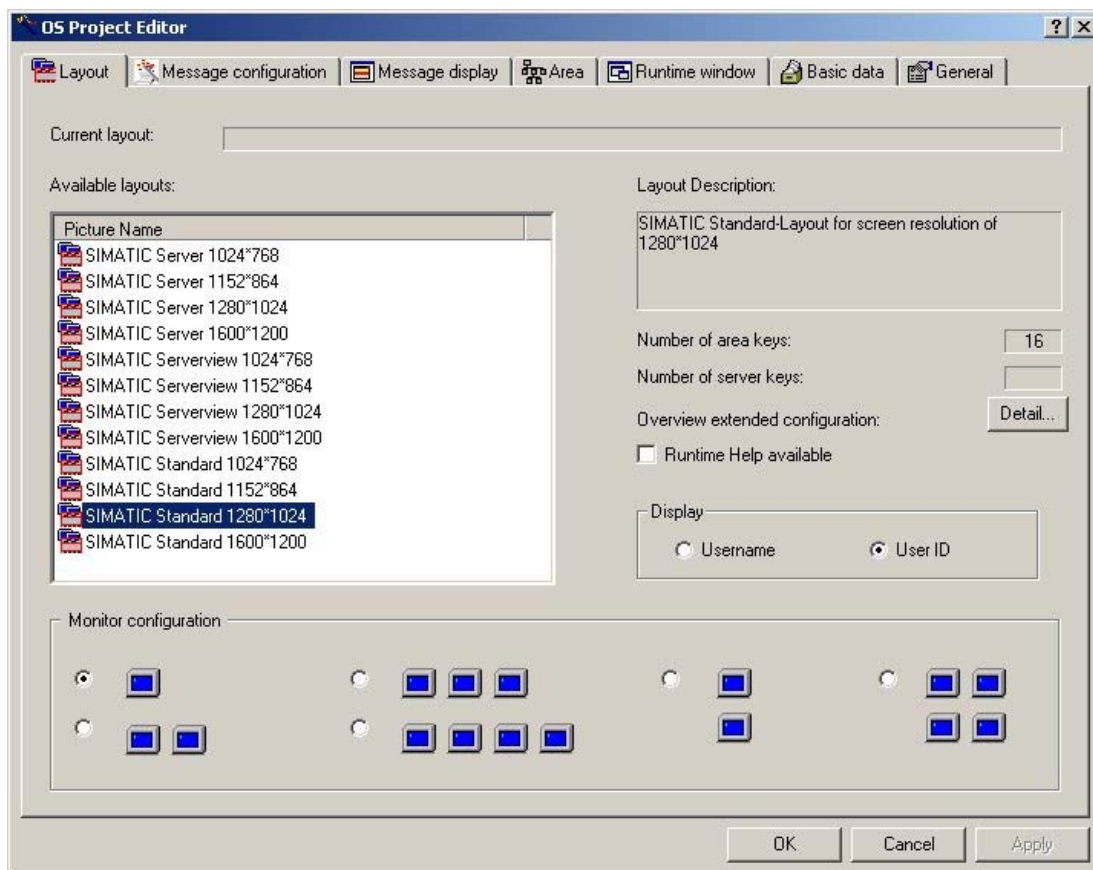 OS Project Editor
Layout
Message configuration
Message display
Area
Runtime window
Basic data
General
Current layout:
Available layouts:
Layout Description:
Picture Name
SIMATIC Server 1024*768
SIMATIC Server 1152*864
SIMATIC Server 1280*1024
SIMATIC Server 1600*1200
SIMATIC Serverview 1024*768
SIMATIC Serverview 1152*864
SIMATIC Serverview 1280*1024
SIMATIC Serverview 1600*1200
SIMATIC Standard 1024*768
SIMATIC Standard 1152*864
SIMATIC Standard 1280*1024
SIMATIC Standard 1600*1200
SIMATIC Standard-Layout for screen resolution of
1280*1024
Number of area keys: 16
Number of server keys:
Overview extended configuration: Detail...
Runtime Help available
Display
Username
User ID
Monitor configuration
OK
Cancel
Apply